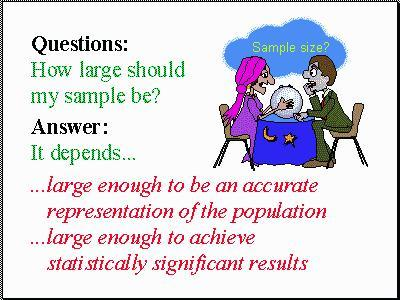 Questions:
How large should
my sample be?
Answer:
It depends...
...large enough to be an accurate
representation of the population
...large enough to achieve
statistically significant results
Sample size?